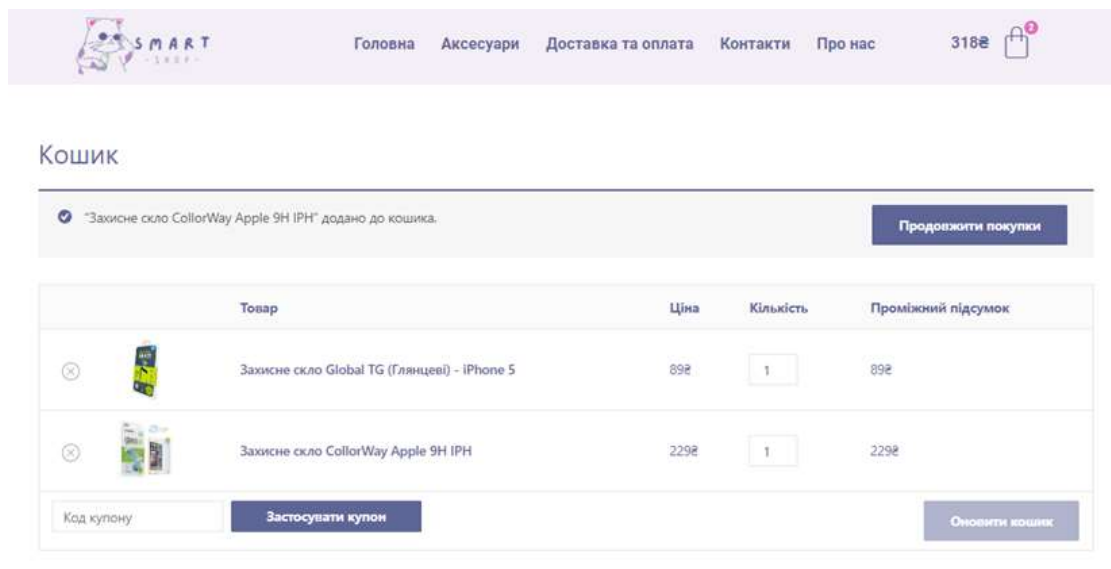 SMART
-SHOP-
Головна Аксесуари Доставка та оплата Контакти Про нас 318₴ 2
Кошик
"Захисне скло CollorWay Apple 9H IPH" додано до кошика. Продовжити покупки
Товар Ціна Кількість Проміжний підсумок
Захисне скло Global TG (Глянцеві) - iPhone 5 89₴ 1 89₴
Захисне скло CollorWay Apple 9H IPH 229₴ 1 229₴
Код купону Застосувати купон Оновити кошик